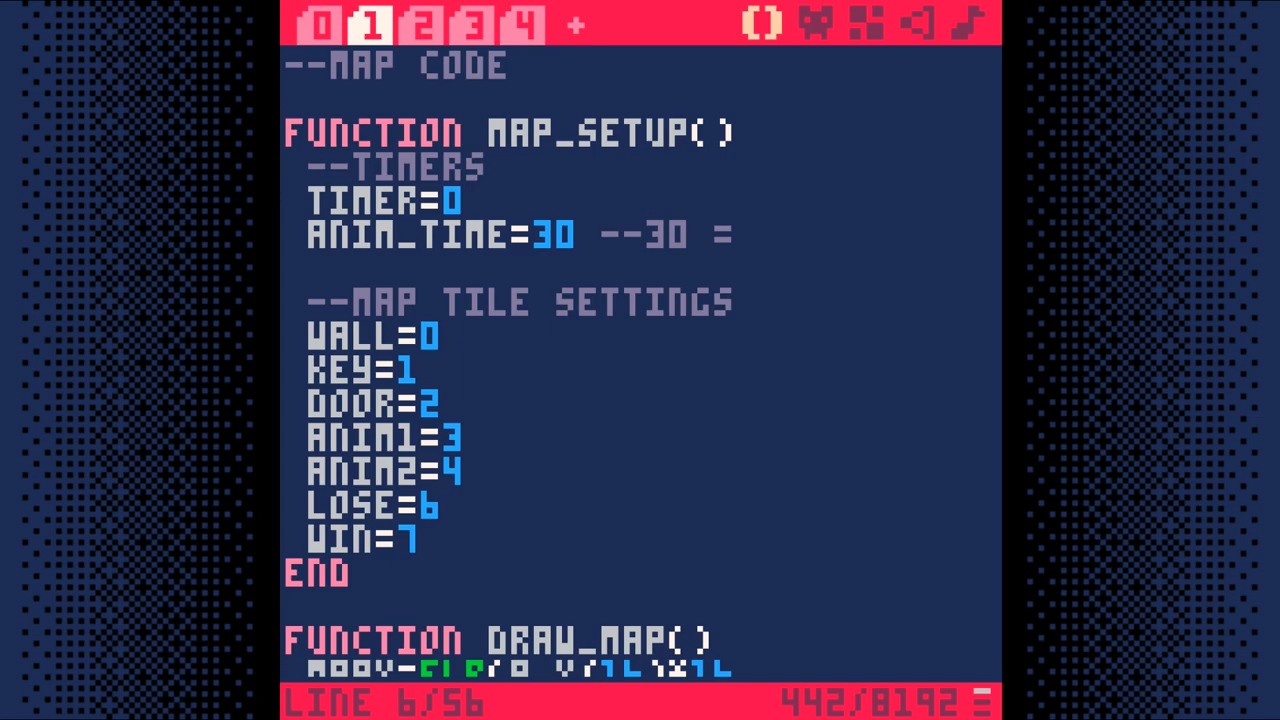 0 1 2 3 4 +
--MAP CODE
FUNCTION MAP_SETUP()
--TIMERS
TIMER=0
ANIM_TIME=30 --30 =
--MAP TILE SETTINGS
WALL=0
KEY=1
DOOR=2
ANIM1=3
ANIM2=4
LOSE=6
WIN=7
END
FUNCTION DRAW_MAP()
LINE 6/56 442/8192